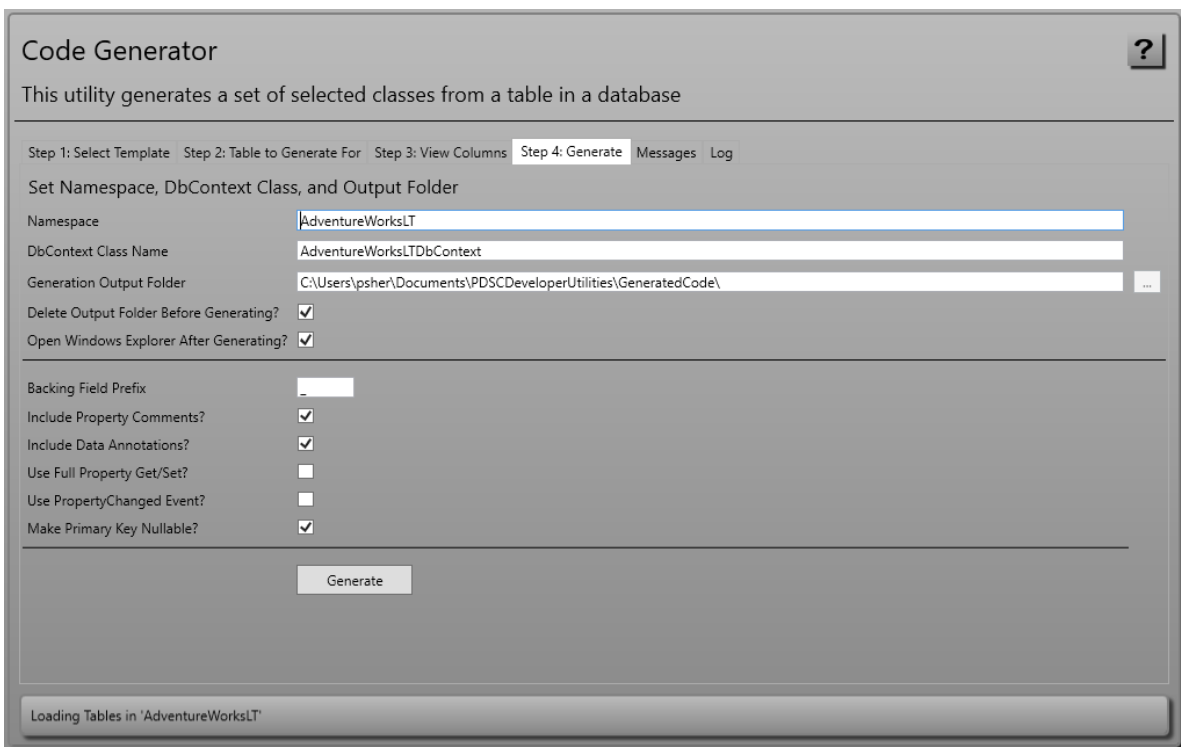 Code Generator
?
This utility generates a set of selected classes from a table in a database
Step 1: Select Template Step 2: Table to Generate For Step 3: View Columns Step 4: Generate Messages Log
Set Namespace, DbContext Class, and Output Folder
Namespace AdventureWorksLT
DbContext Class Name AdventureWorksLTDbContext
Generation Output Folder C:\Users\psher\Documents\PDSCDeveloperUtilities\GeneratedCode\ ...
Delete Output Folder Before Generating?
Open Windows Explorer After Generating?
Backing Field Prefix _
Include Property Comments?
Include Data Annotations?
Use Full Property Get/Set?
Use PropertyChanged Event?
Make Primary Key Nullable?
Generate
Loading Tables in 'AdventureWorksLT'